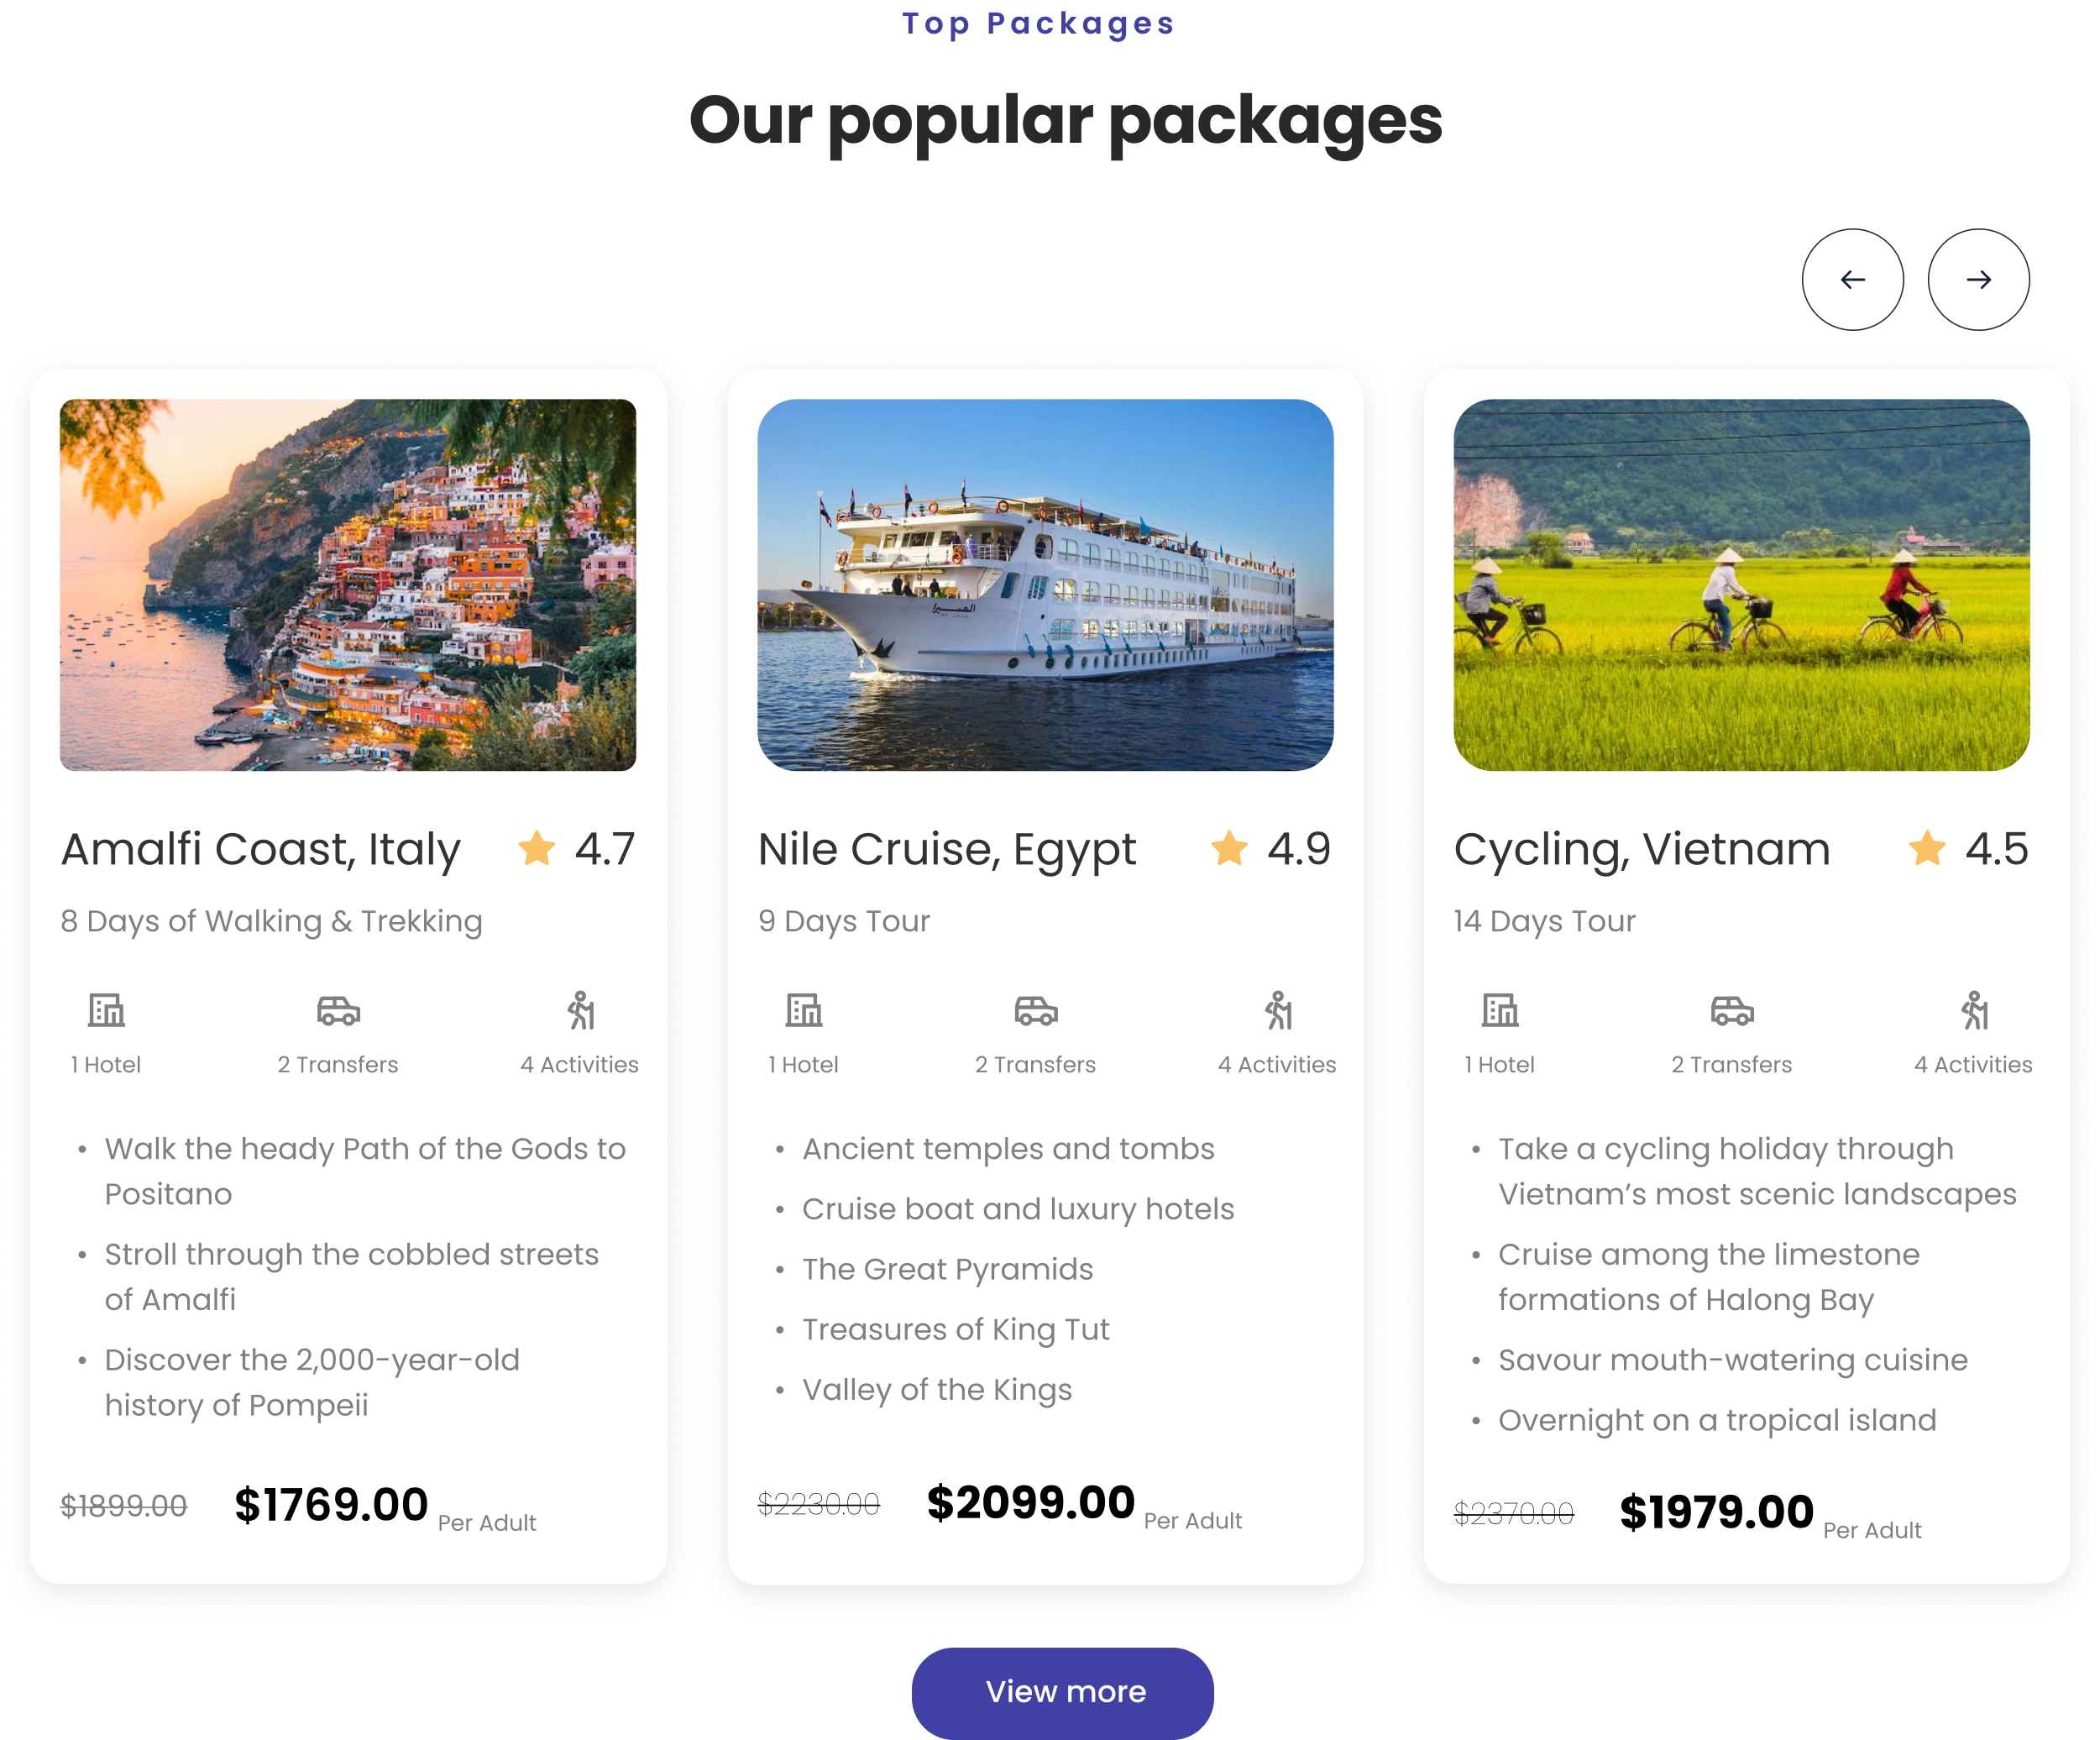 Top Packages
Our popular packages
Amalfi Coast, Italy
4.7
8 Days of Walking & Trekking
1 Hotel
2 Transfers
4 Activities
• Walk the heady Path of the Gods to
Positano
• Stroll through the cobbled streets
of Amalfi
• Discover the 2,000-year-old
history of Pompeii
$1899.00 $1769.00 Per Adult
Nile Cruise, Egypt
4.9
9 Days Tour
1 Hotel
2 Transfers
4 Activities
• Ancient temples and tombs
• Cruise boat and luxury hotels
• The Great Pyramids
• Treasures of King Tut
• Valley of the Kings
$2230.00 $2099.00 Per Adult
Cycling, Vietnam
4.5
14 Days Tour
1 Hotel
2 Transfers
4 Activities
• Take a cycling holiday through
Vietnam’s most scenic landscapes
• Cruise among the limestone
formations of Halong Bay
• Savour mouth-watering cuisine
• Overnight on a tropical island
$2370.00 $1979.00 Per Adult
View more